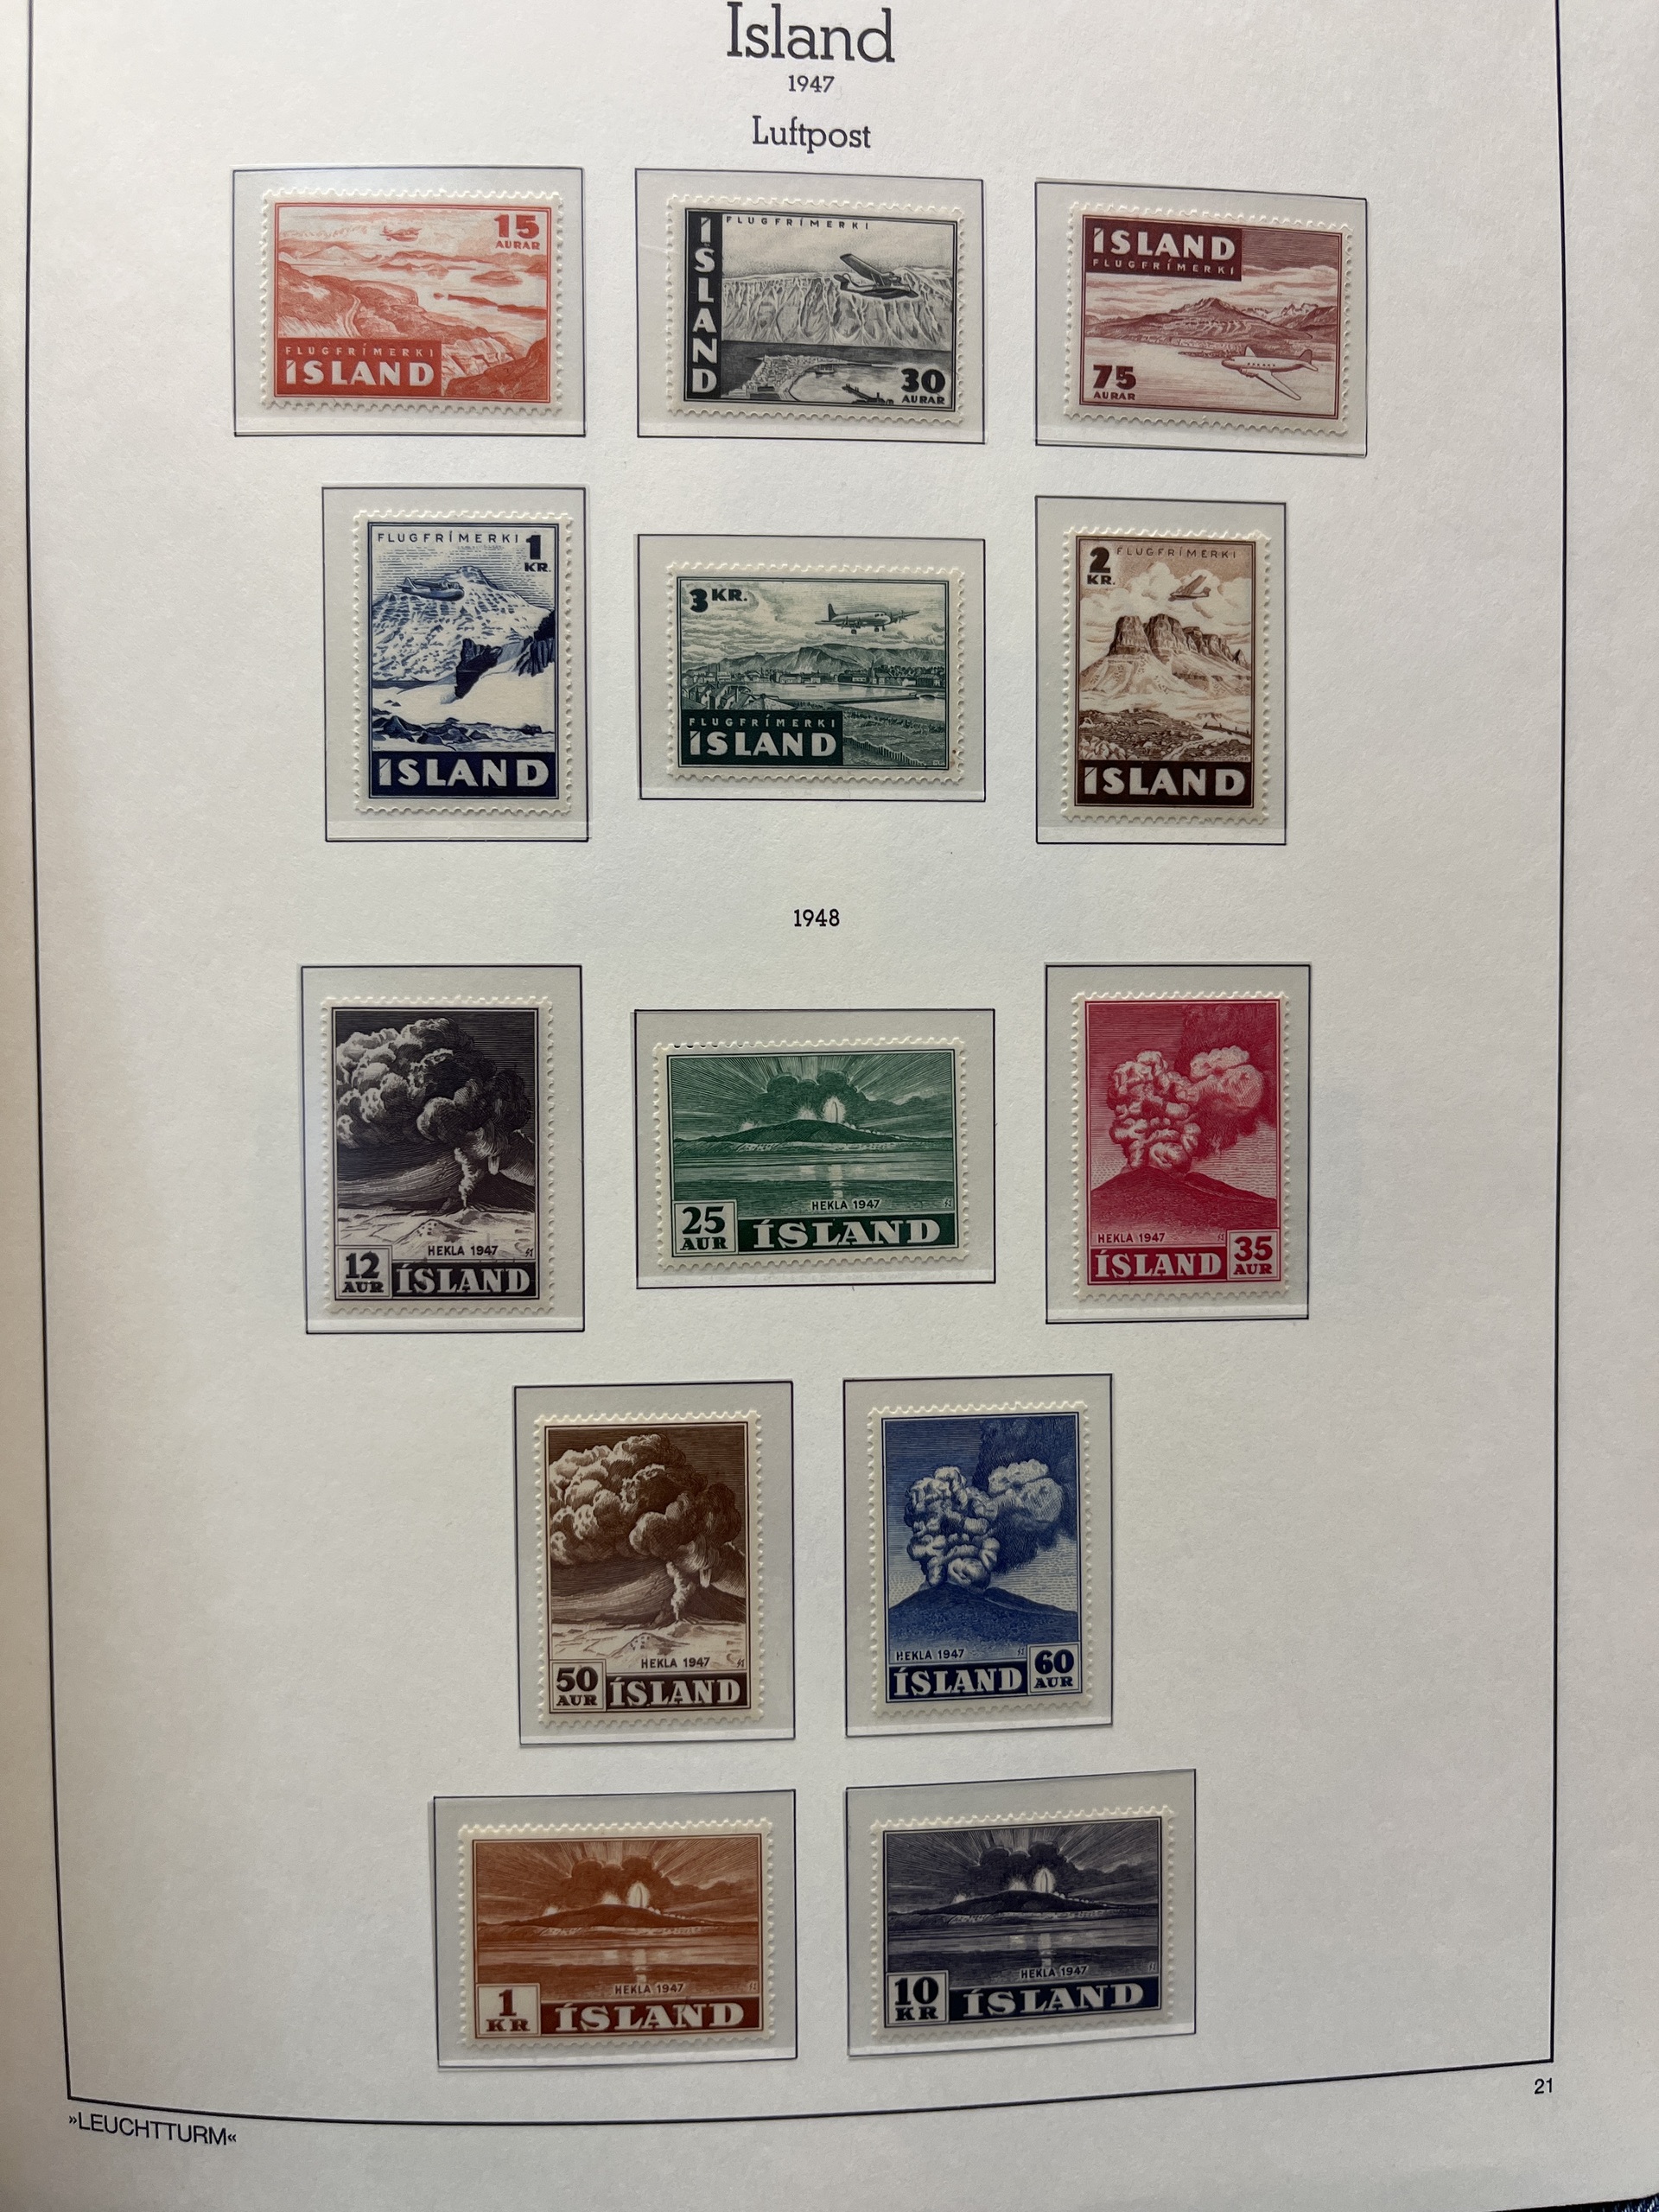 Island
1947
Luftpost
15
AURAR
FLUGFRÍMERKI
ÍSLAND
ÍSLAND
FLUGFRÍMERKI
30
AURAR
ÍSLAND
FLUGFRÍMERKI
75
AURAR
FLUGFRÍMERKI 1
KR.
ÍSLAND
3 KR.
FLUGFRÍMERKI
ÍSLAND
2 FLUGFRÍMERKI
KR.
ÍSLAND
1948
HEKLA 1947
12
AUR
ÍSLAND
HEKLA 1947
25
AUR
ÍSLAND
HEKLA 1947
ÍSLAND
35
AUR
HEKLA 1947
50
AUR
ÍSLAND
HEKLA 1947
ÍSLAND
60
AUR
HEKLA 1947
1
KR
ÍSLAND
HEKLA 1947
10
KR
ÍSLAND
21
»LEUCHTTURM«